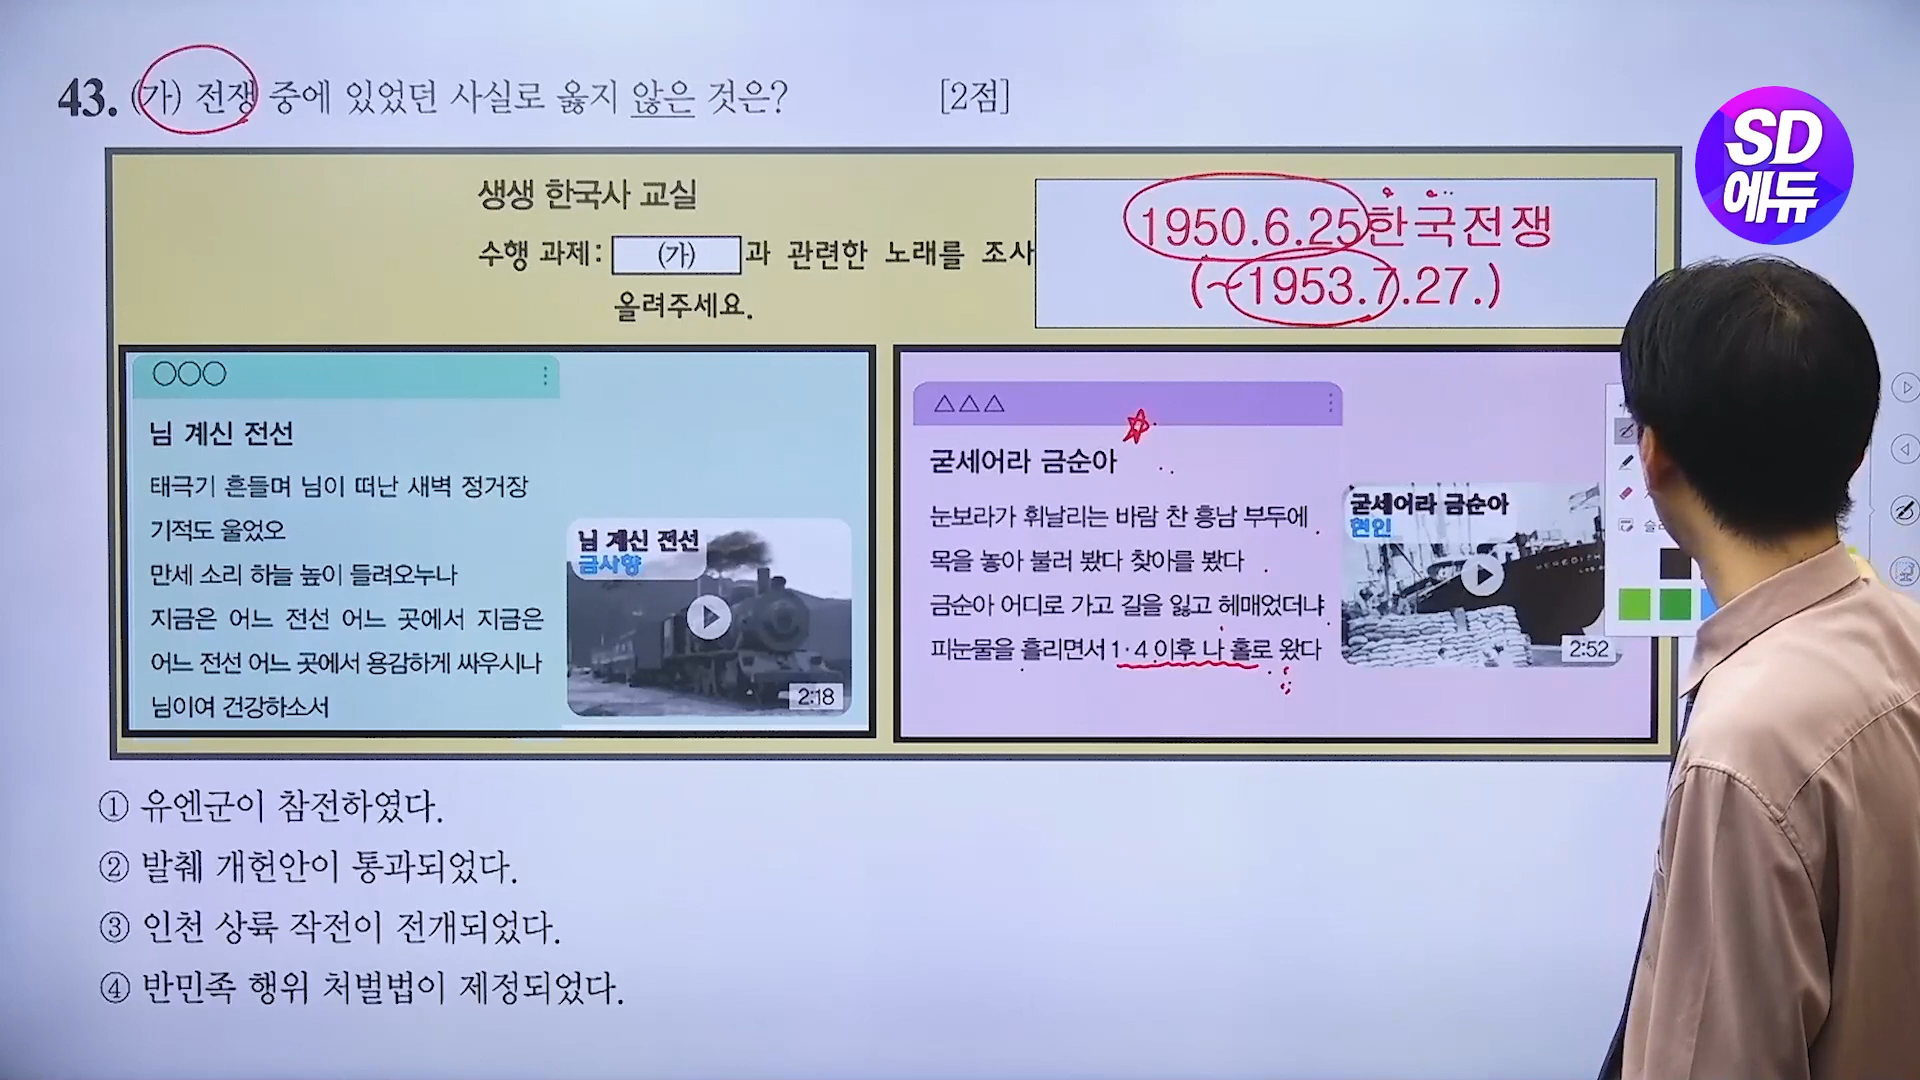 43. (가) 전쟁 중에 있었던 사실로 옳지 않은 것은? [2점]
SD
에듀
생생 한국사 교실
수행 과제: (가) 과 관련한 노래를 조사
올려주세요.
1950.6.25한국전쟁
(~1953.7.27.)
○○○
님 계신 전선
태극기 흔들며 님이 떠난 새벽 정거장
기적도 울었오
만세 소리 하늘 높이 들려오누나
지금은 어느 전선 어느 곳에서 지금은
어느 전선 어느 곳에서 용감하게 싸우시나
님이여 건강하소서
님 계신 전선
금사향
2:18
△△△
굳세어라 금순아
눈보라가 휘날리는 바람 찬 흥남 부두에
목을 놓아 불러 봤다 찾아를 봤다
금순아 어디로 가고 길을 잃고 헤매었더냐
피눈물을 흘리면서 1·4 이후 나 홀로 왔다
굳세어라 금순아
현인
2:52
① 유엔군이 참전하였다.
② 발췌 개헌안이 통과되었다.
③ 인천 상륙 작전이 전개되었다.
④ 반민족 행위 처벌법이 제정되었다.